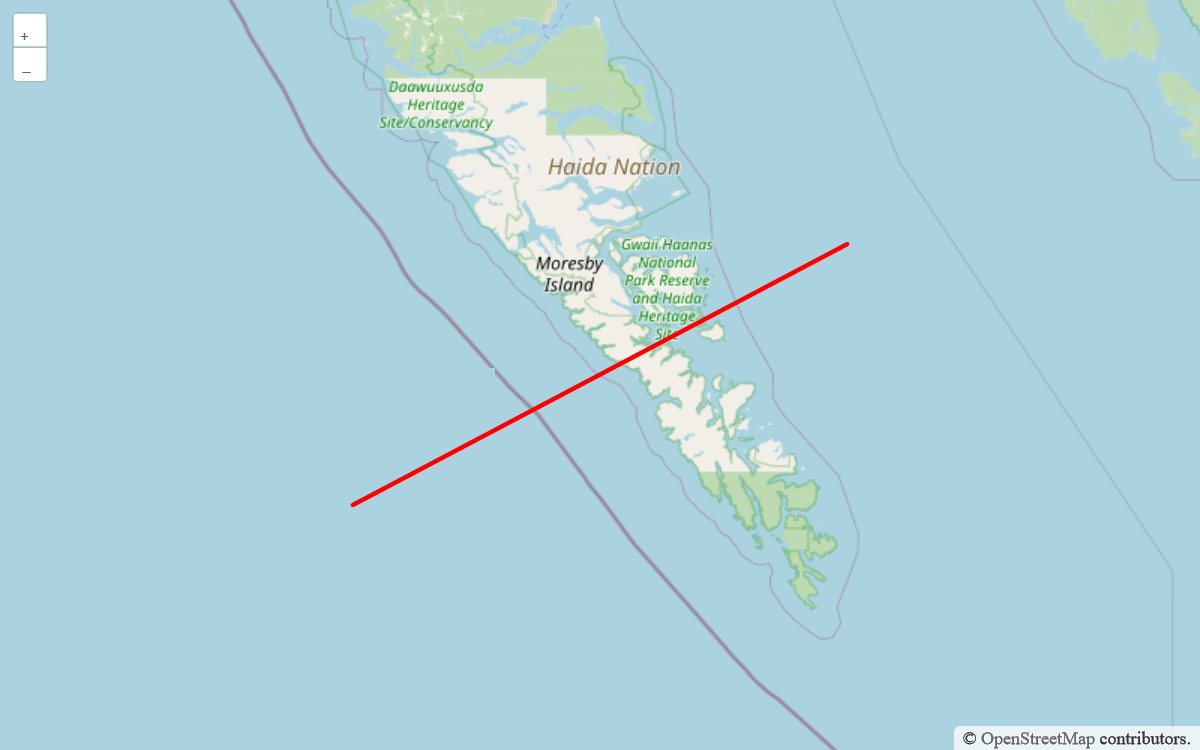 +
–
Daawuuxusda
Heritage
Site/Conservancy
Haida Nation
Moresby
Island
Gwaii Haanas
National
Park Reserve
and Haida
Heritage
Site
© OpenStreetMap contributors.